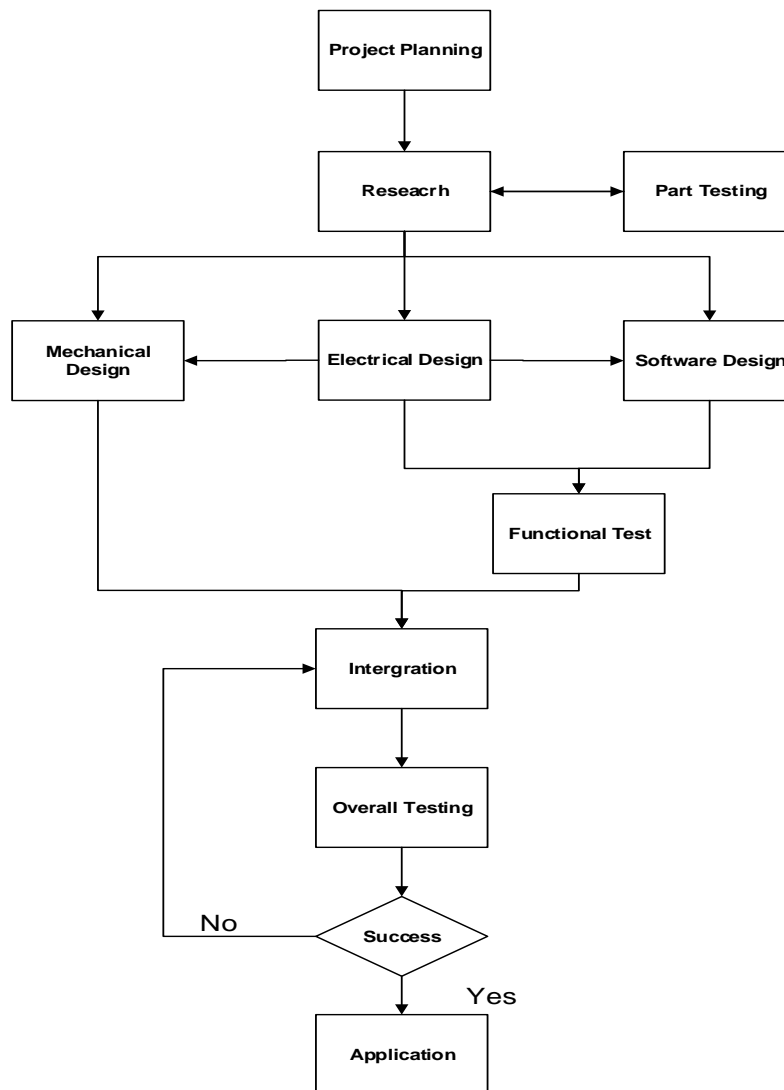 Project Planning
Reseacrh
Part Testing
Mechanical
Design
Electrical Design
Software Design
Functional Test
Intergration
Overall Testing
No
Success
Yes
Application